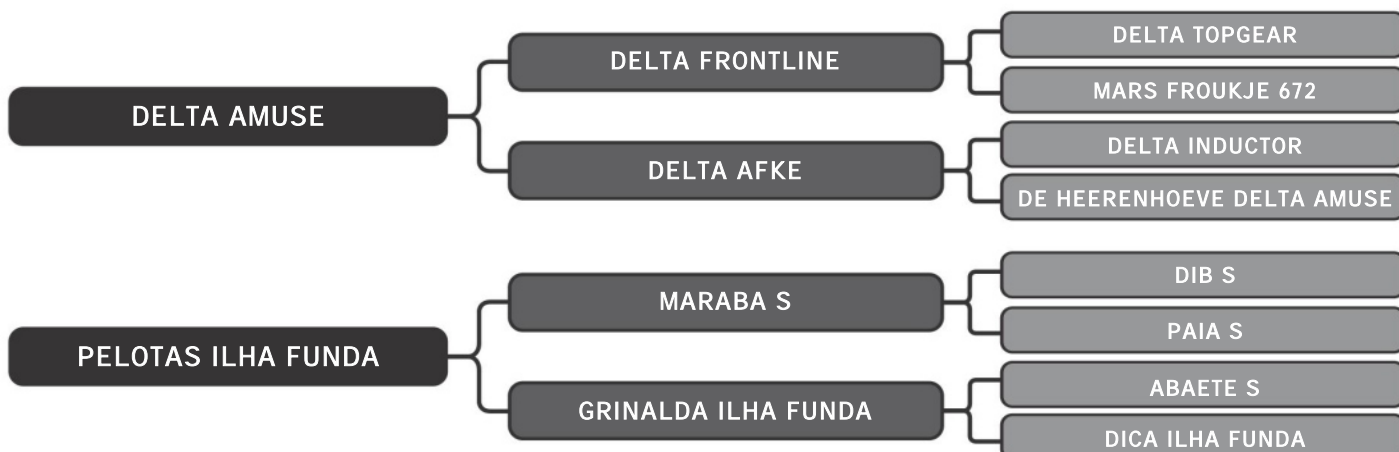 DELTA AMUSE
DELTA FRONTLINE
DELTA TOPGEAR
MARS FROUKJE 672
DELTA AFKE
DELTA INDUCTOR
DE HEERENHOEVE DELTA AMUSE
PELOTAS ILHA FUNDA
MARABA S
DIB S
PAIA S
GRINALDA ILHA FUNDA
ABAETE S
DICA ILHA FUNDA